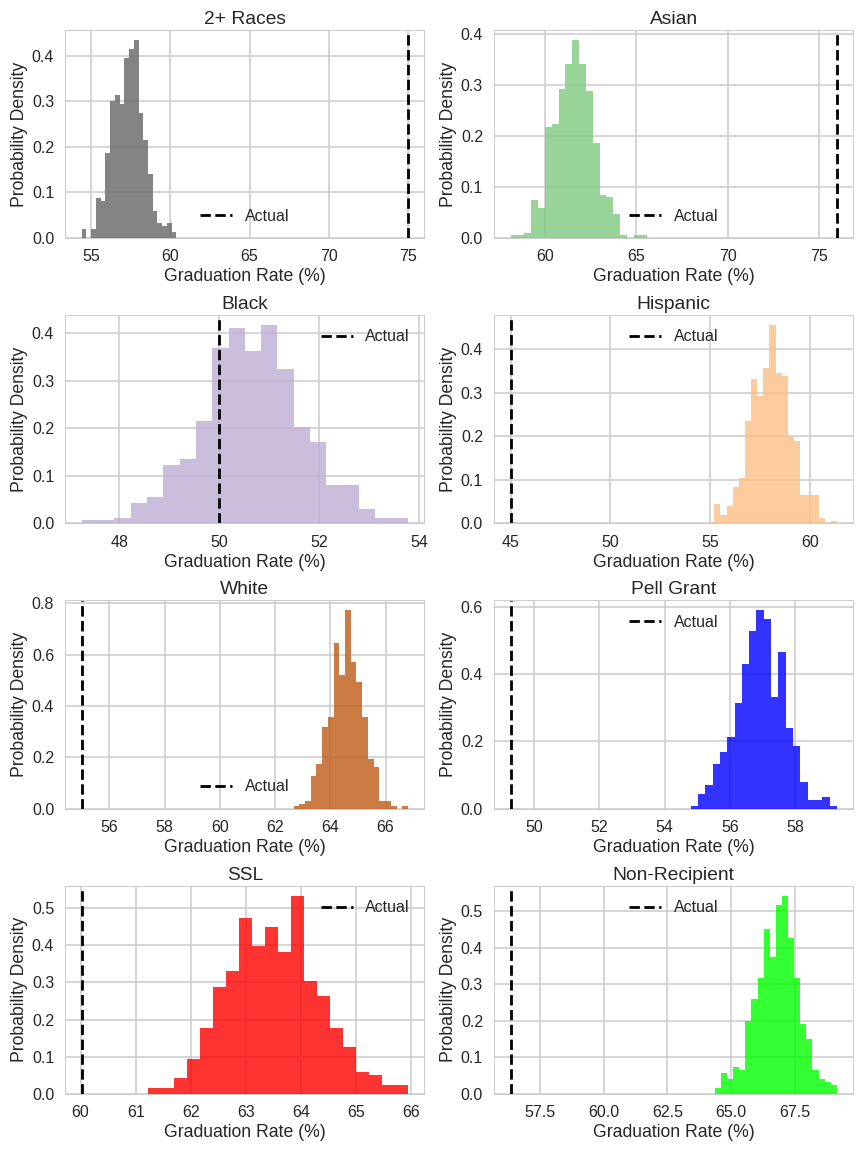 2+ Races
Probability Density
0.4
0.3
0.2
0.1
0.0
Actual
55 60 65 70 75
Graduation Rate (%)
Asian
Probability Density
0.4
0.3
0.2
0.1
0.0
Actual
60 65 70 75
Graduation Rate (%)
Black
Probability Density
0.4
0.3
0.2
0.1
0.0
Actual
48 50 52 54
Graduation Rate (%)
Hispanic
Probability Density
0.4
0.3
0.2
0.1
0.0
Actual
45 50 55 60
Graduation Rate (%)
White
Probability Density
0.8
0.6
0.4
0.2
0.0
Actual
56 58 60 62 64 66
Graduation Rate (%)
Pell Grant
Probability Density
0.6
0.4
0.2
0.0
Actual
50 52 54 56 58
Graduation Rate (%)
SSL
Probability Density
0.5
0.4
0.3
0.2
0.1
0.0
Actual
60 61 62 63 64 65 66
Graduation Rate (%)
Non-Recipient
Probability Density
0.5
0.4
0.3
0.2
0.1
0.0
Actual
57.5 60.0 62.5 65.0 67.5
Graduation Rate (%)